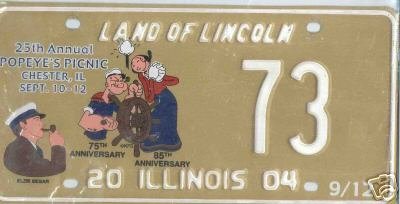 LAND OF LINCOLN
25th Annual
POPEYE'S PICNIC
CHESTER, IL
SEPT. 10-12
73
75TH
ANNIVERSARY
85TH
ANNIVERSARY
ELZIE SEGAR
20 ILLINOIS 04
9/12